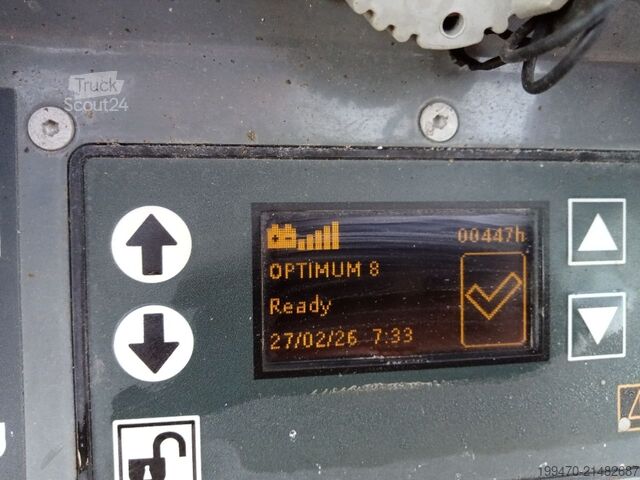 Truck
Scout24
00447h
OPTIMUM 8
Ready
27/02/26 7:33
199470-21482687